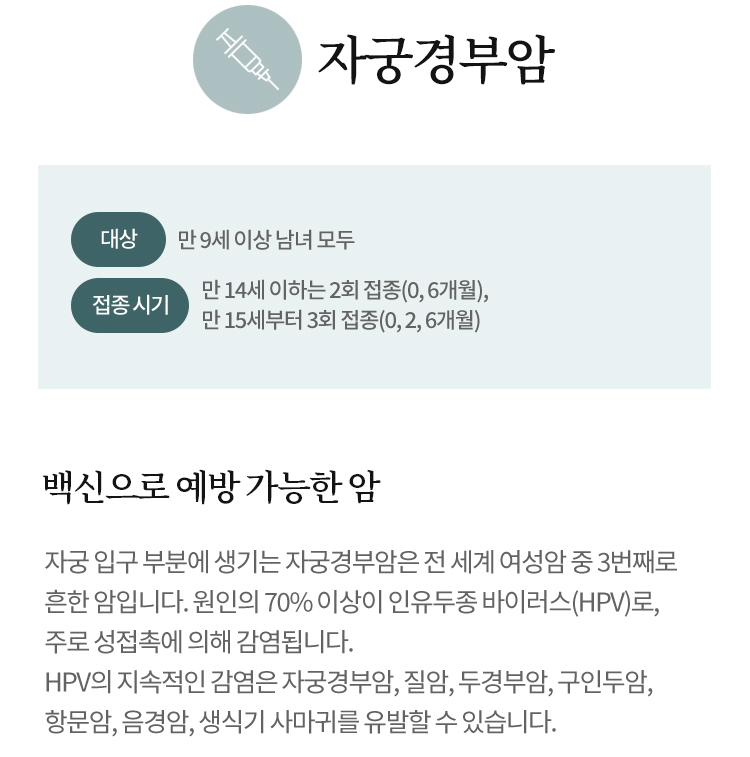 자궁경부암
대상
만 9세 이상 남녀 모두
접종 시기
만 14세 이하는 2회 접종(0, 6개월),
만 15세부터 3회 접종(0, 2, 6개월)
백신으로 예방 가능한 암
자궁 입구 부분에 생기는 자궁경부암은 전 세계 여성암 중 3번째로
흔한 암입니다. 원인의 70% 이상이 인유두종 바이러스(HPV)로,
주로 성접촉에 의해 감염됩니다.
HPV의 지속적인 감염은 자궁경부암, 질암, 두경부암, 구인두암,
항문암, 음경암, 생식기 사마귀를 유발할 수 있습니다.